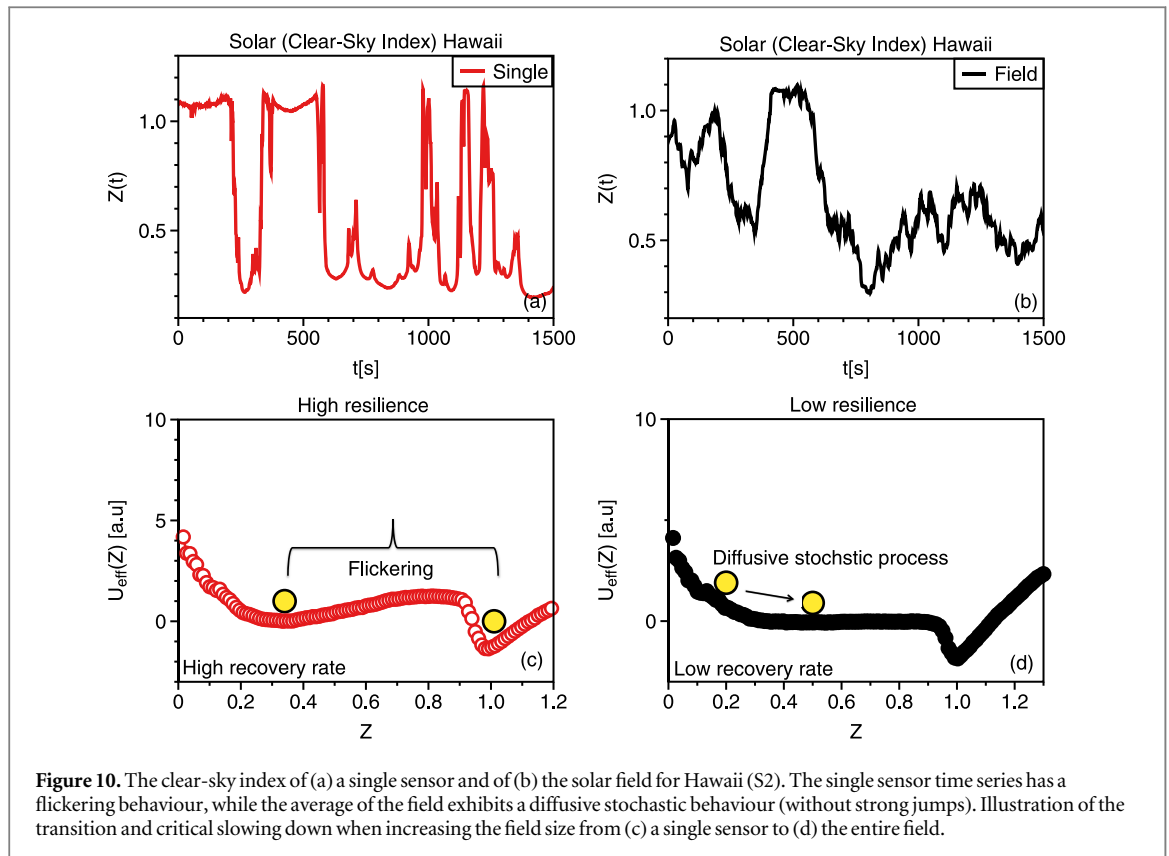 Solar (Clear-Sky Index) Hawaii
Single
1.0
0.5
Z(t)
(a)
0 500 1000 1500
t[s]
Solar (Clear-Sky Index) Hawaii
Field
1.0
0.5
Z(t)
(b)
0 500 1000 1500
t[s]
High resilience
10
5
0
U_eff(Z) [a.u]
Flickering
High recovery rate
(c)
0 0.2 0.4 0.6 0.8 1.0 1.2
Z
Low resilience
10
5
0
U_eff(Z) [a.u]
Diffusive stochstic process
Low recovery rate
(d)
0 0.2 0.4 0.6 0.8 1.0 1.2
Z
Figure 10. The clear-sky index of (a) a single sensor and of (b) the solar field for Hawaii (S2). The single sensor time series has a
flickering behaviour, while the average of the field exhibits a diffusive stochastic behaviour (without strong jumps). Illustration of the
transition and critical slowing down when increasing the field size from (c) a single sensor to (d) the entire field.